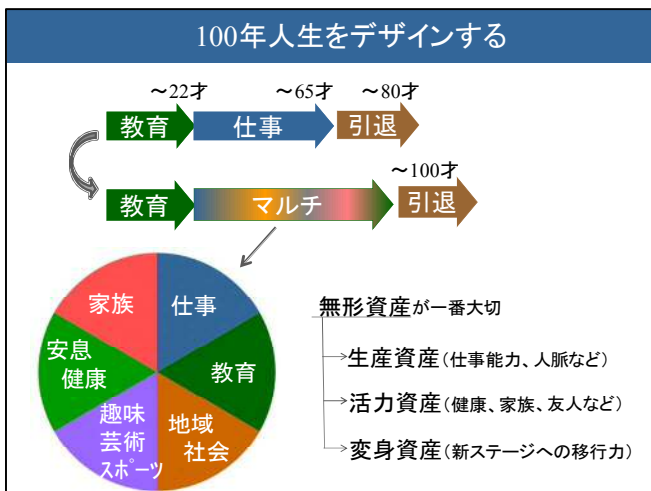 100年人生をデザインする
～22才
～65才
～80才
教育
仕事
引退
～100才
教育
マルチ
引退
家族
仕事
安息
健康
教育
趣味
芸術
スポーツ
地域
社会
無形資産が一番大切
生産資産(仕事能力、人脈など)
活力資産(健康、家族、友人など)
変身資産(新ステージへの移行力)